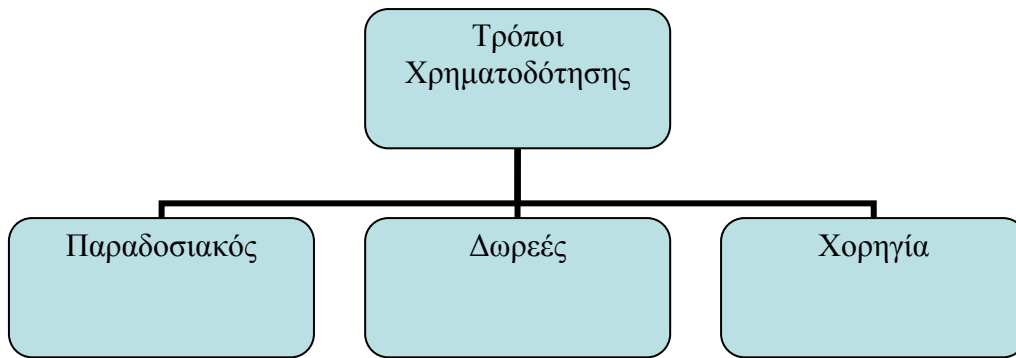 Τρόποι
Χρηματοδότησης
Παραδοσιακός
Δωρεές
Χορηγία